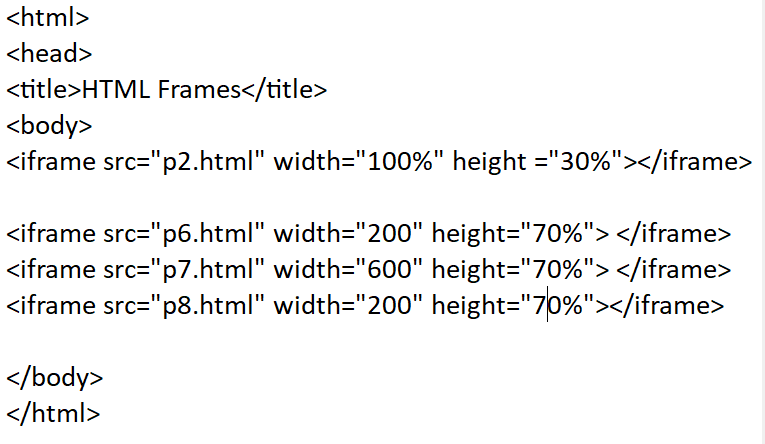 <html>
<head>
<title>HTML Frames</title>
<body>
<iframe src="p2.html" width="100%" height ="30%"></iframe>
<iframe src="p6.html" width="200" height="70%"> </iframe>
<iframe src="p7.html" width="600" height="70%"> </iframe>
<iframe src="p8.html" width="200" height="70%"></iframe>
</body>
</html>